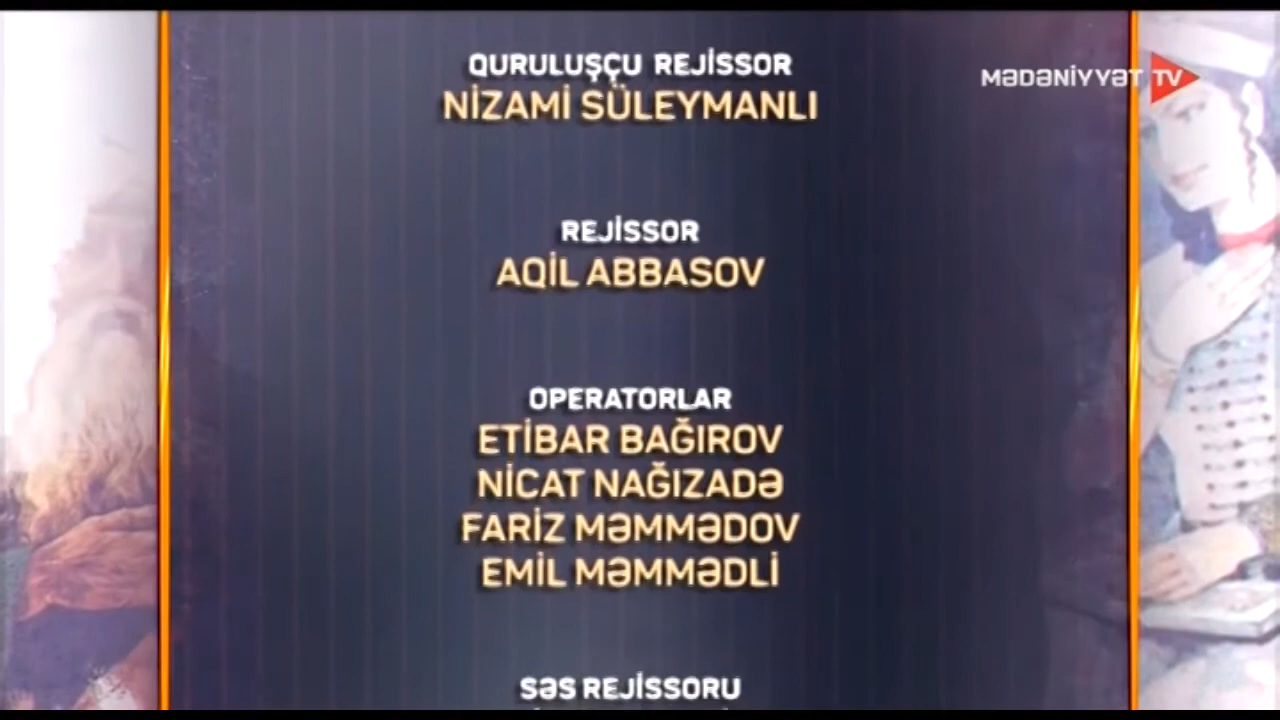 MƏDƏNİYYƏT TV
QURULUŞÇU REJİSSOR
NİZAMİ SÜLEYMANLI
REJİSSOR
AQİL ABBASOV
OPERATORLAR
ETİBAR BAĞIROV
NİCAT NAĞIZADƏ
FARİZ MƏMMƏDOV
EMİL MƏMMƏDLİ
SƏS REJİSSORU